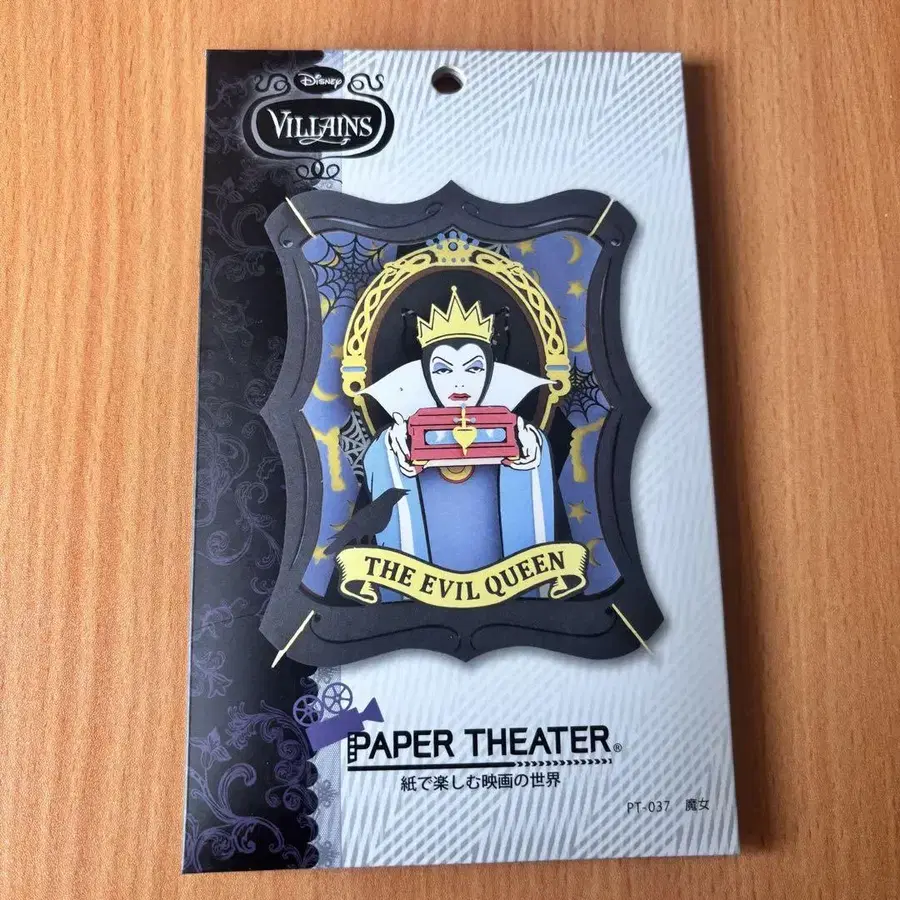 Disney
VILLAINS
THE EVIL QUEEN
PAPER THEATER®
紙で楽しむ映画の世界
PT-037 魔女